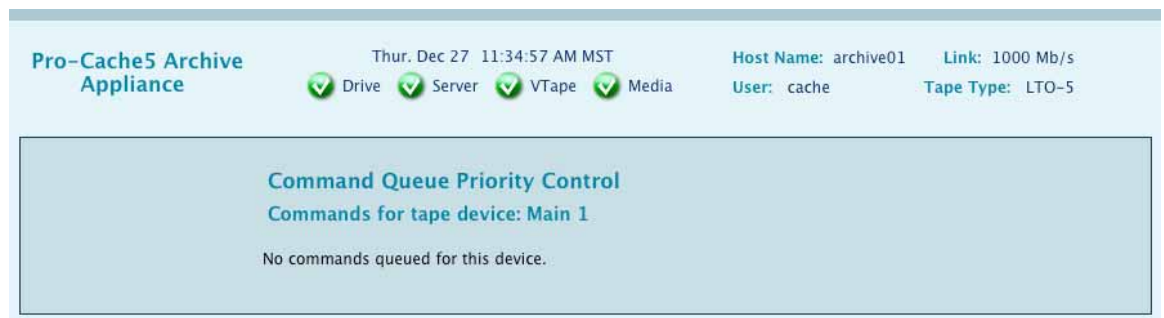 Pro-Cache5 Archive
Appliance
Thur. Dec 27 11:34:57 AM MST
Drive Server VTape Media
Host Name: archive01 Link: 1000 Mb/s
User: cache Tape Type: LTO-5
Command Queue Priority Control
Commands for tape device: Main 1
No commands queued for this device.